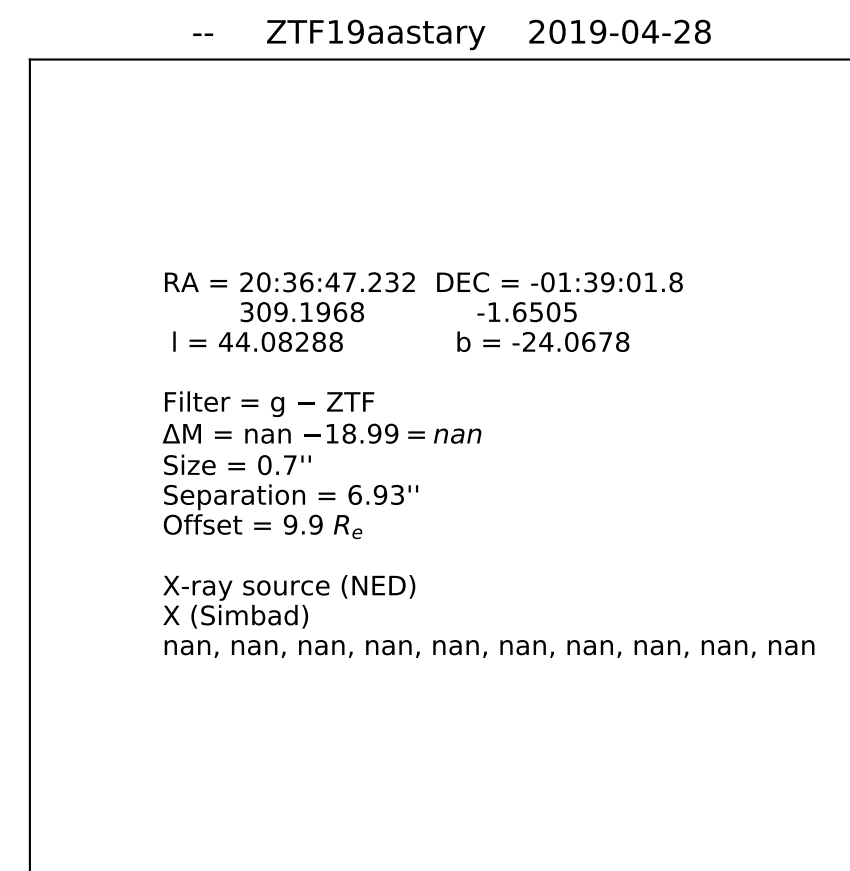 -- ZTF19aastary 2019-04-28
RA = 20:36:47.232 DEC = -01:39:01.8
309.1968 -1.6505
l = 44.08288 b = -24.0678
Filter = g − ZTF
ΔM = nan −18.99 = nan
Size = 0.7''
Separation = 6.93''
Offset = 9.9 Re
X-ray source (NED)
X (Simbad)
nan, nan, nan, nan, nan, nan, nan, nan, nan, nan